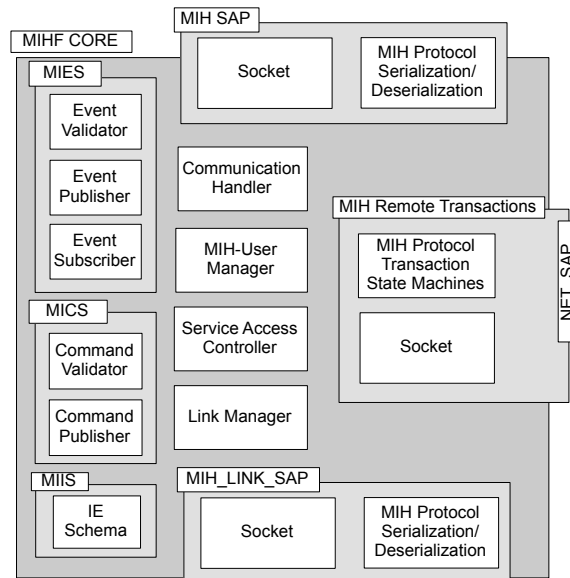 MIH SAP
MIHF CORE
Socket
MIH Protocol
Serialization/
Deserialization
MIES
Event
Validator
Event
Publisher
Event
Subscriber
Communication
Handler
MIH-User
Manager
Service Access
Controller
Link Manager
MIH Remote Transactions
MIH Protocol
Transaction
State Machines
Socket
NET_SAP
MICS
Command
Validator
Command
Publisher
MIIS
IE
Schema
MIH_LINK_SAP
Socket
MIH Protocol
Serialization/
Deserialization